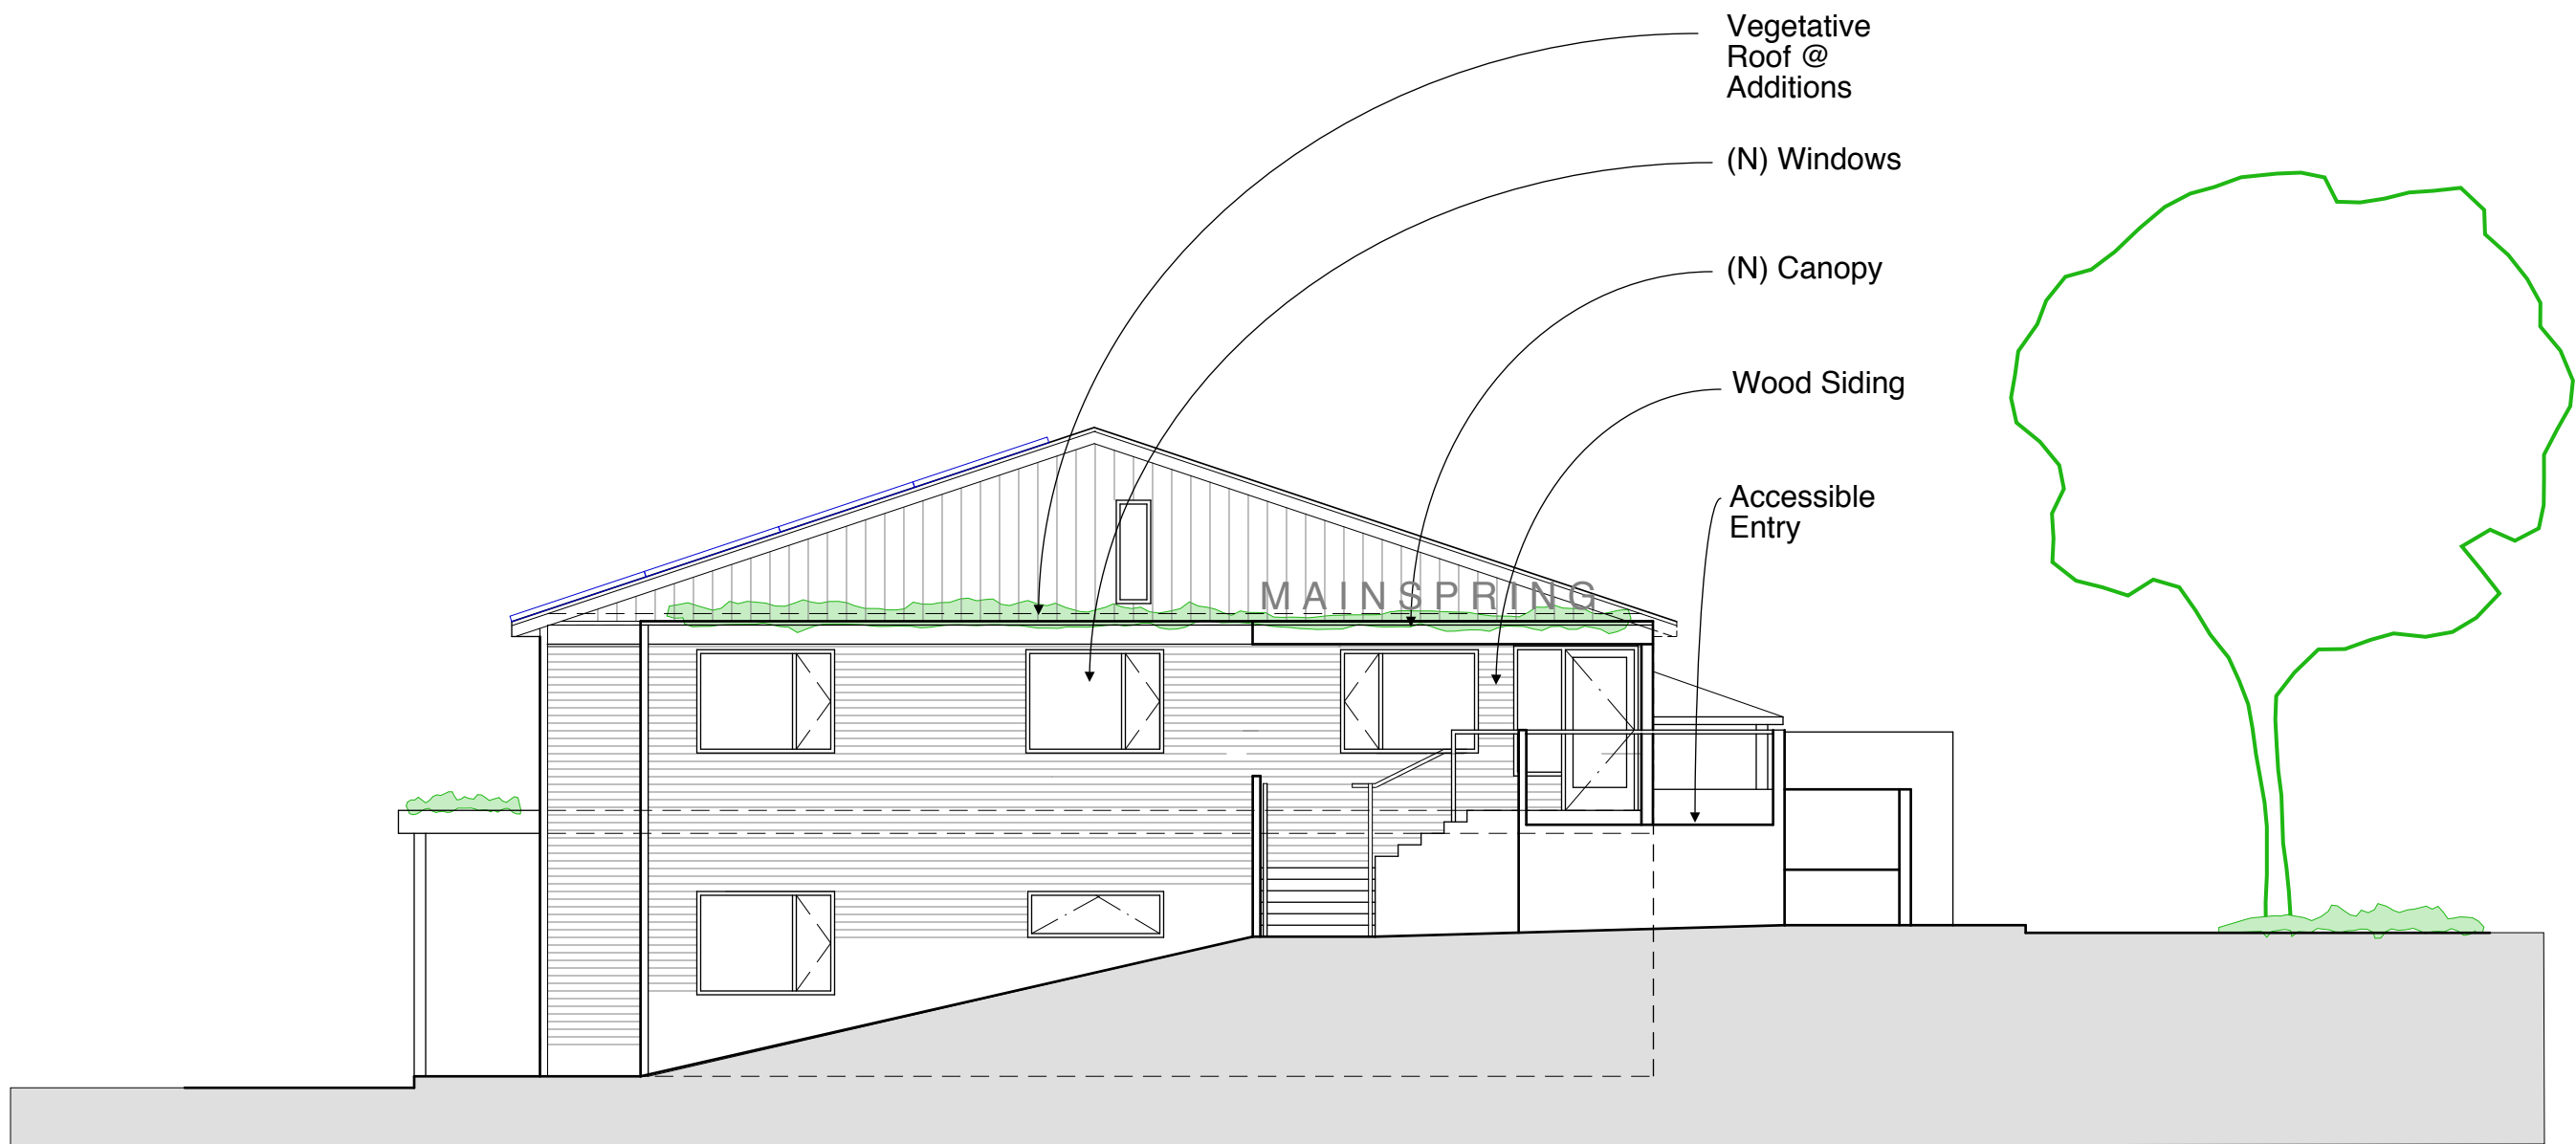 Vegetative
Roof @
Additions
(N) Windows
(N) Canopy
Wood Siding
Accessible
Entry
MAINSPRING